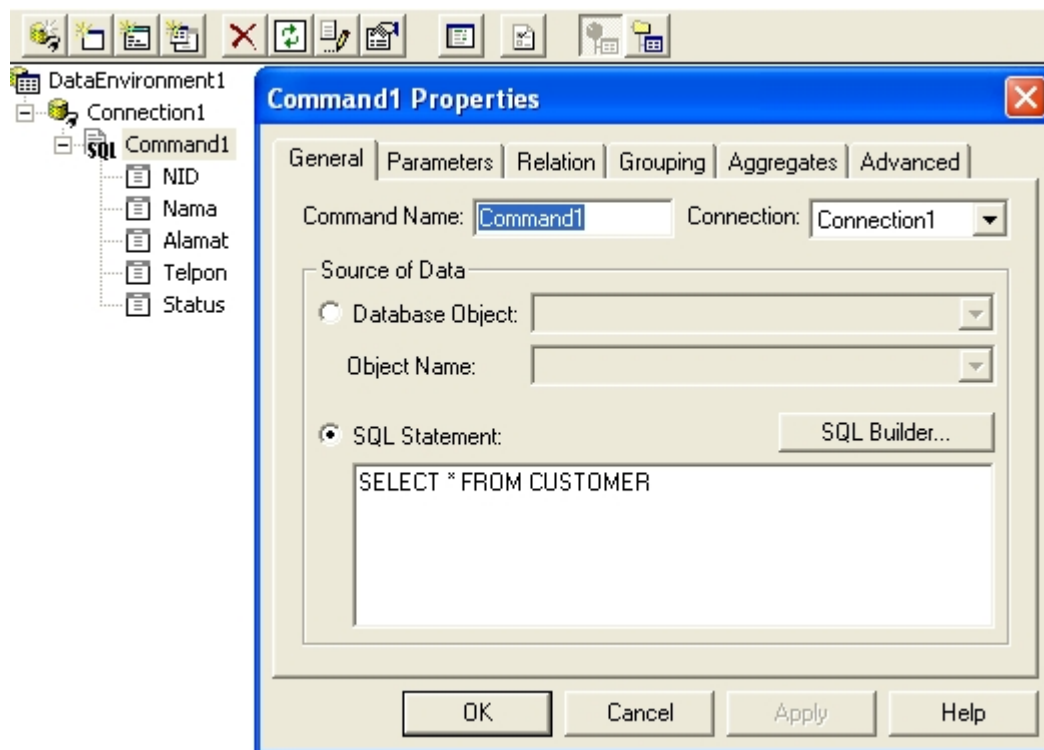 DataEnvironment1
Connection1
SQL Command1
NID
Nama
Alamat
Telpon
Status
Command1 Properties
General Parameters Relation Grouping Aggregates Advanced
Command Name: Command1 Connection: Connection1
Source of Data
Database Object:
Object Name:
SQL Statement: SQL Builder...
SELECT * FROM CUSTOMER
OK Cancel Apply Help